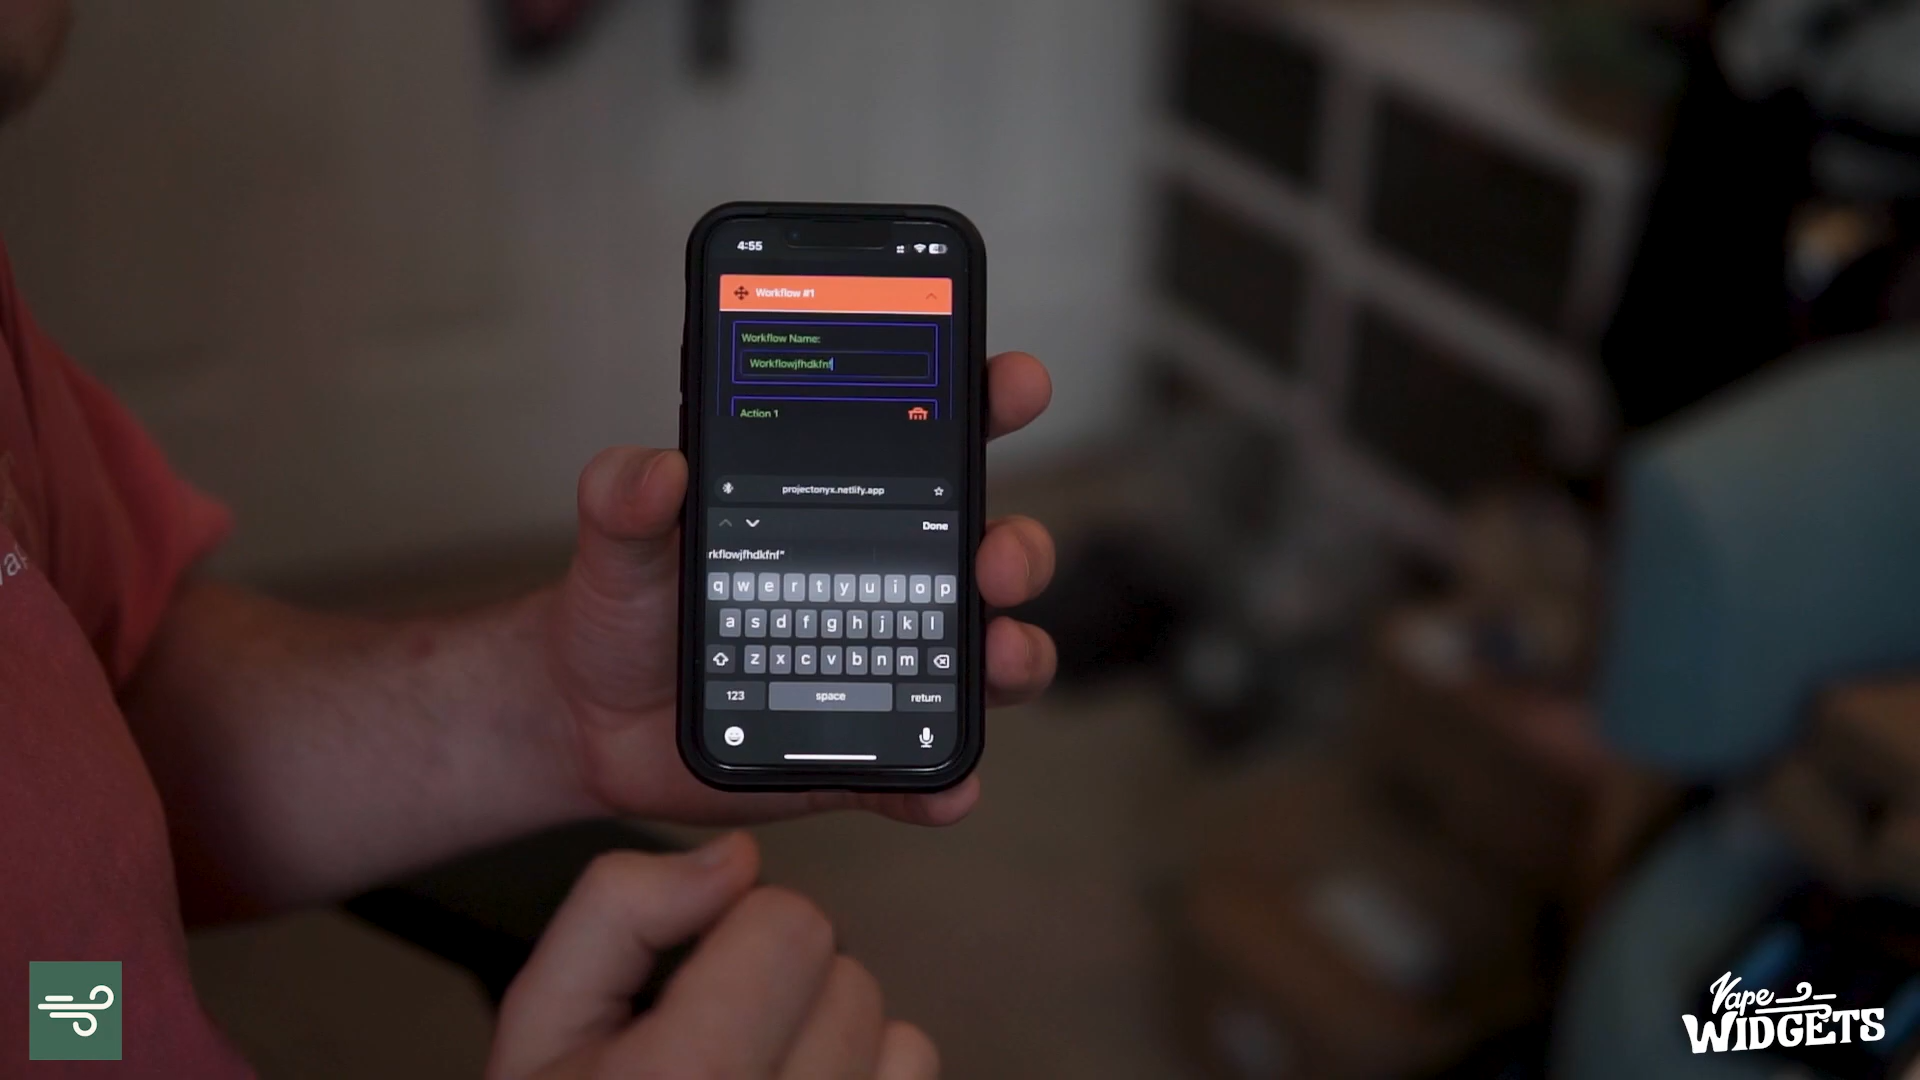 4:55
Workflow #1
Workflow Name:
Workflowjfhdkfnf
Action 1
projectonyx.netlify.app
Done
rkflowjfhdkfnf"
q w e r t y u i o p
a s d f g h j k l
z x c v b n m
123 space return
Vape
WIDGETS